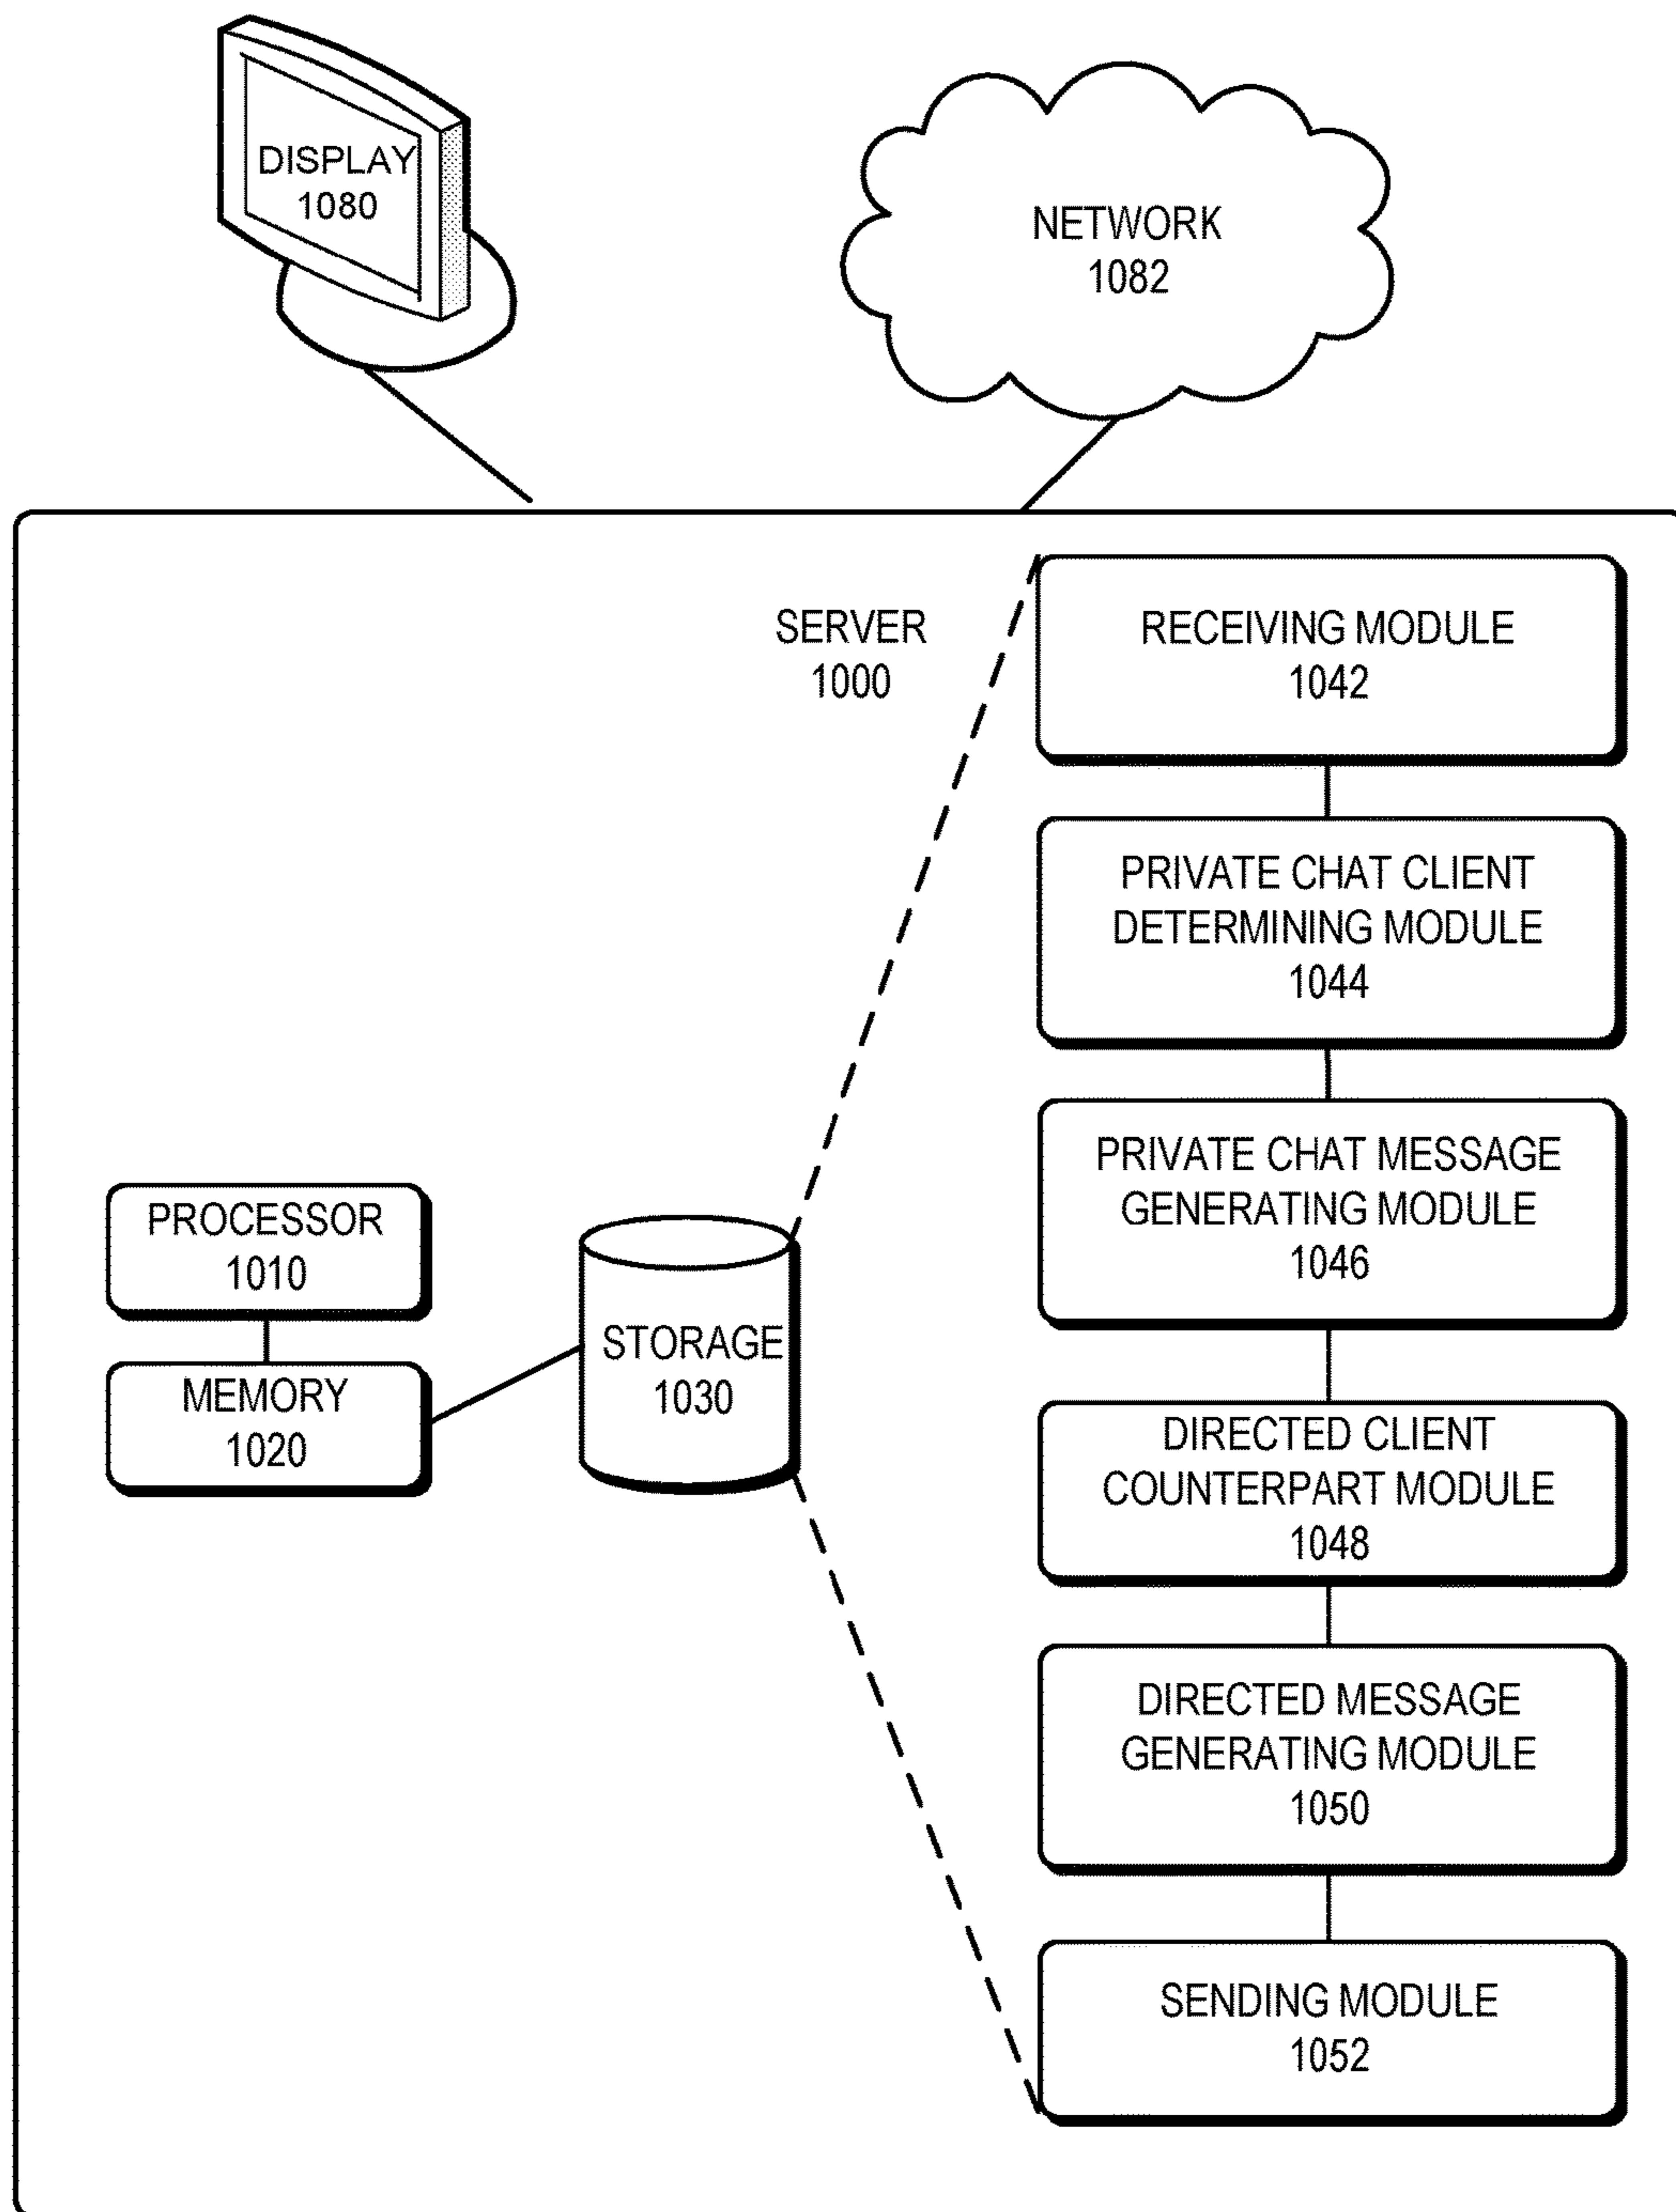 DISPLAY
1080
NETWORK
1082
SERVER
1000
RECEIVING MODULE
1042
PRIVATE CHAT CLIENT
DETERMINING MODULE
1044
PRIVATE CHAT MESSAGE
GENERATING MODULE
1046
PROCESSOR
1010
MEMORY
1020
STORAGE
1030
DIRECTED CLIENT
COUNTERPART MODULE
1048
DIRECTED MESSAGE
GENERATING MODULE
1050
SENDING MODULE
1052